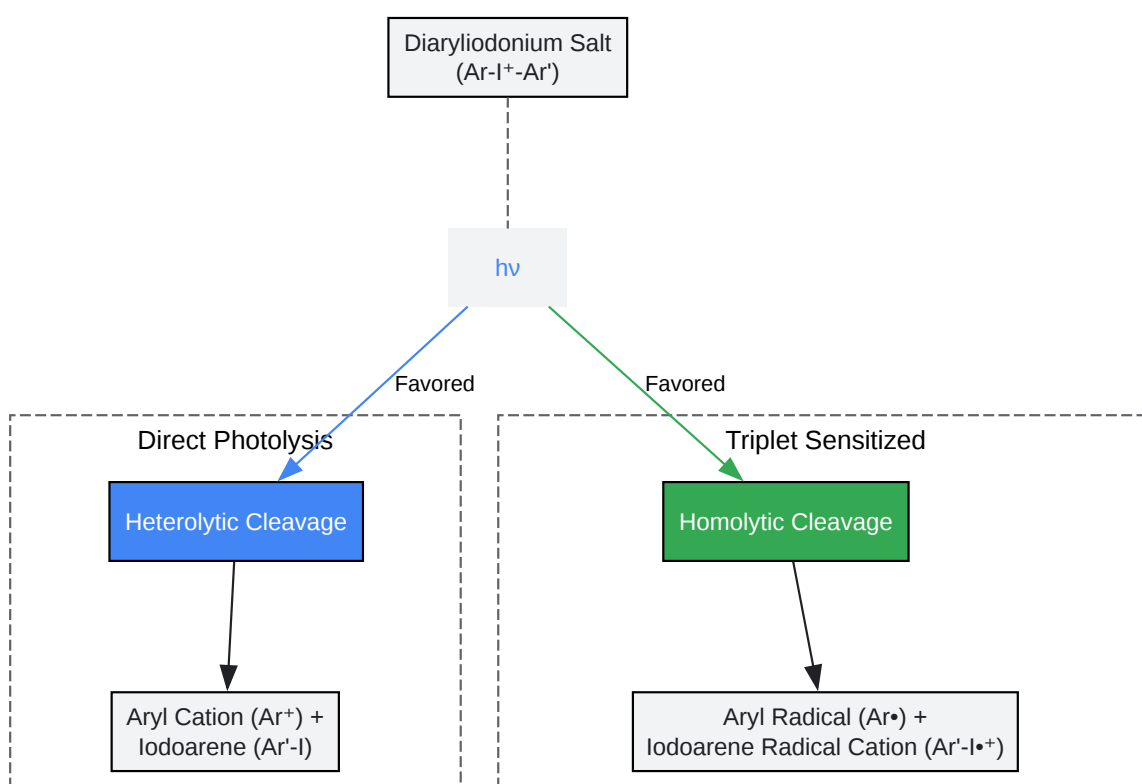 Diaryliodonium Salt
(Ar-I⁺-Ar')
hν
Favored
Favored
Direct Photolysis
Triplet Sensitized
Heterolytic Cleavage
Homolytic Cleavage
Aryl Cation (Ar⁺) +
Iodoarene (Ar'-I)
Aryl Radical (Ar•) +
Iodoarene Radical Cation (Ar'-I•⁺)